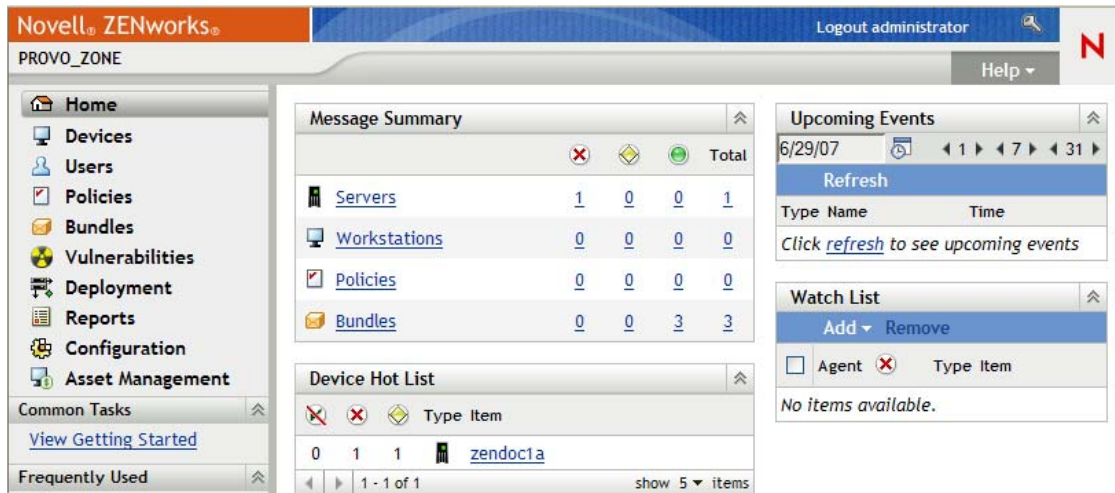 Novell® ZENworks®
Logout administrator
N
PROVO_ZONE
Help
Home
Devices
Users
Policies
Bundles
Vulnerabilities
Deployment
Reports
Configuration
Asset Management
Common Tasks
View Getting Started
Frequently Used
Message Summary
Total
Servers 1 0 0 1
Workstations 0 0 0 0
Policies 0 0 0 0
Bundles 0 0 3 3
Device Hot List
Type Item
0 1 1 zendoc1a
1 - 1 of 1 show 5 items
Upcoming Events
6/29/07 1 7 31
Refresh
Type Name Time
Click refresh to see upcoming events
Watch List
Add Remove
Agent Type Item
No items available.